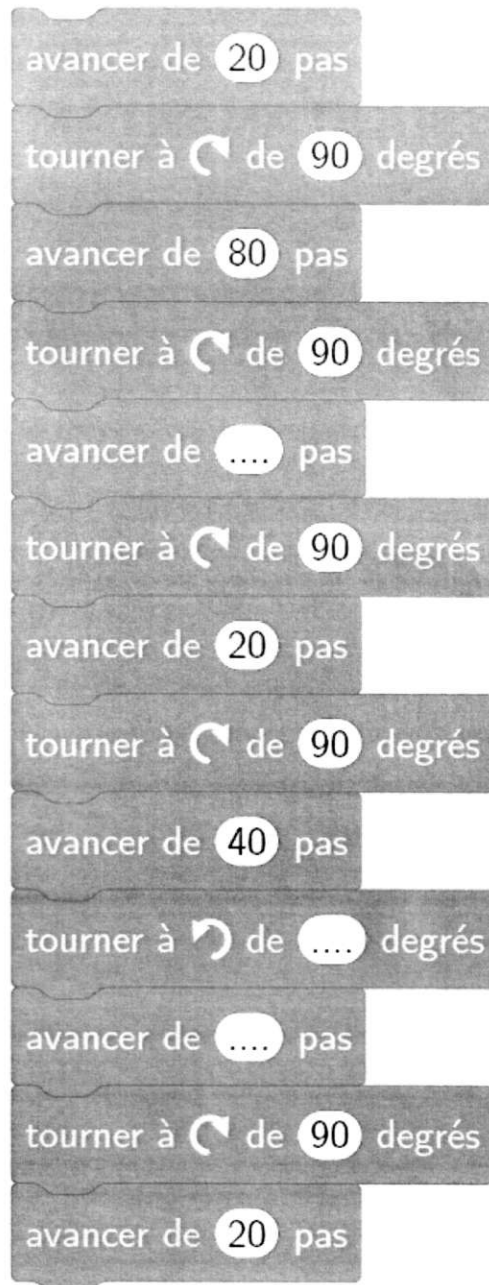 avancer de 20 pas
tourner à ↻ de 90 degrés
avancer de 80 pas
tourner à ↻ de 90 degrés
avancer de .... pas
tourner à ↻ de 90 degrés
avancer de 20 pas
tourner à ↻ de 90 degrés
avancer de 40 pas
tourner à ↺ de .... degrés
avancer de .... pas
tourner à ↻ de 90 degrés
avancer de 20 pas